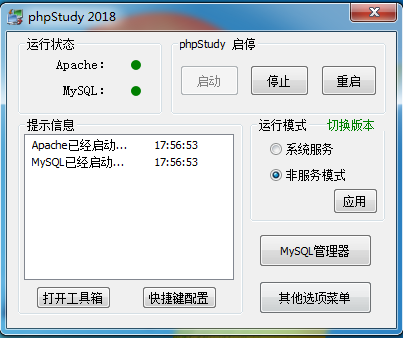 phpStudy 2018
运行状态
Apache:
MySQL:
phpStudy 启停
启动
停止
重启
提示信息
Apache已经启动... 17:56:53
MySQL已经启动... 17:56:53
运行模式 切换版本
系统服务
非服务模式
应用
MySQL管理器
打开工具箱
快捷键配置
其他选项菜单